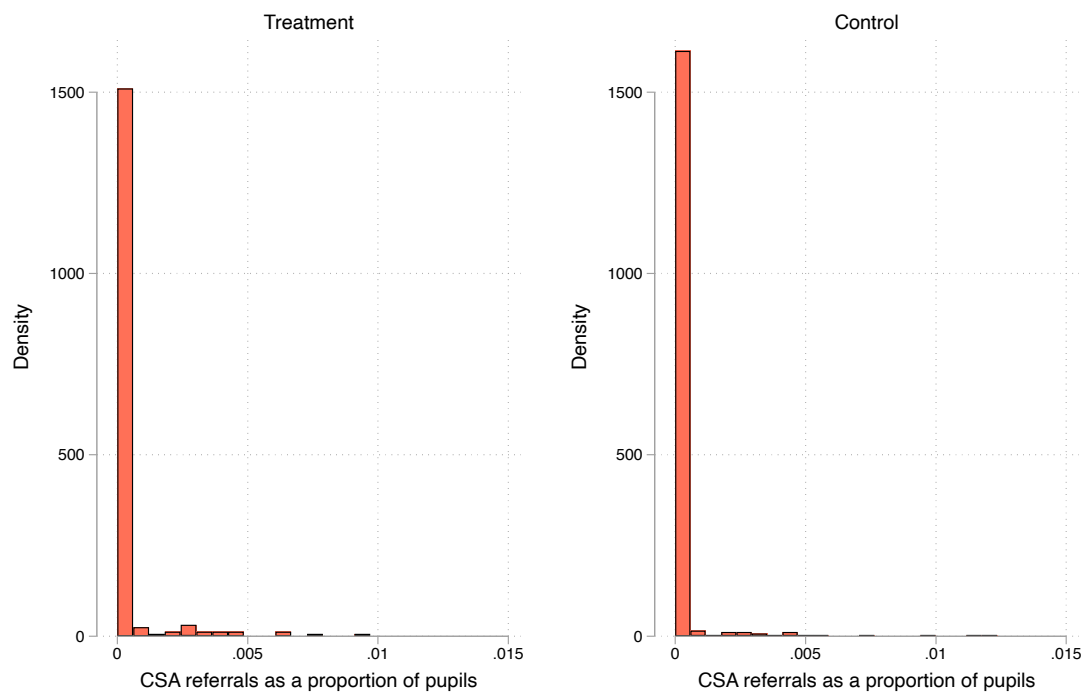 Treatment
Control
1500
1000
500
0
Density
0
.005
.01
.015
CSA referrals as a proportion of pupils
1500
1000
500
0
Density
0
.005
.01
.015
CSA referrals as a proportion of pupils